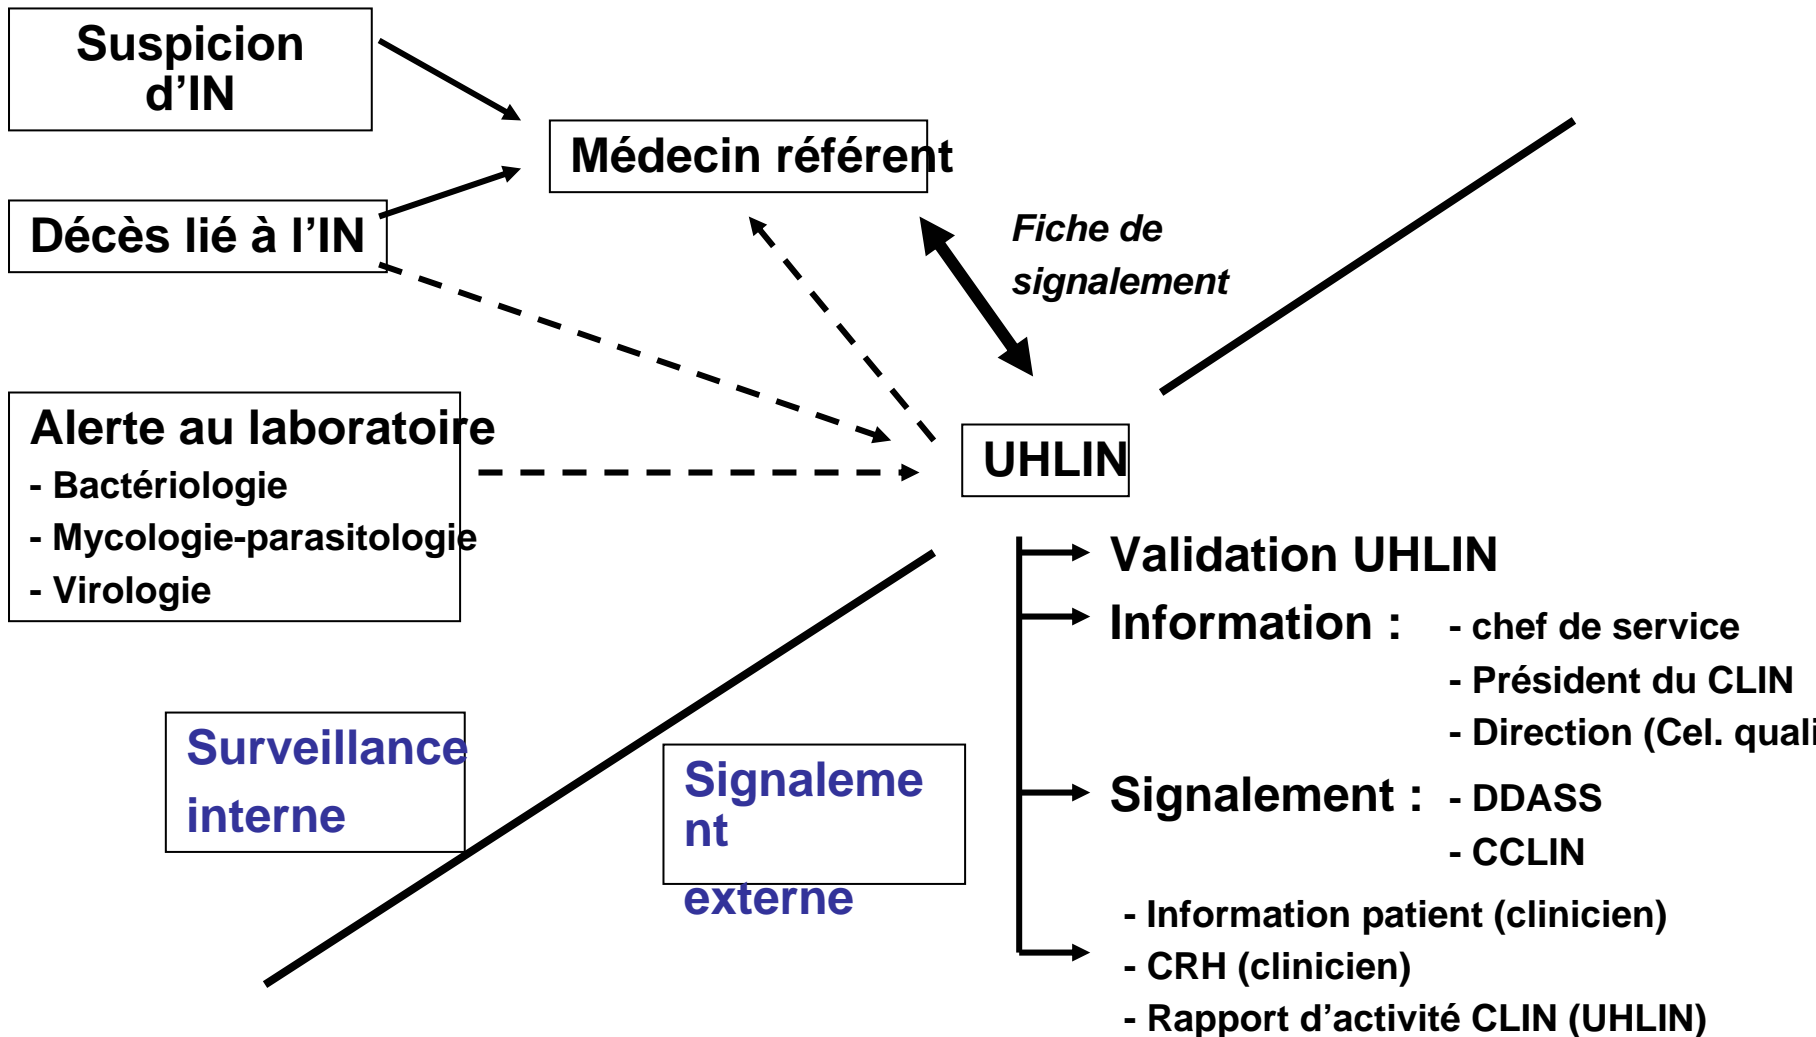 Suspicion
d’IN
Médecin référent
Décès lié à l’IN
Fiche de
signalement
Alerte au laboratoire
- Bactériologie
- Mycologie-parasitologie
- Virologie
UHLIN
Validation UHLIN
Information :
- chef de service
- Président du CLIN
- Direction (Cel. quali
Surveillance
interne
Signaleme
nt
externe
Signalement :
- DDASS
- CCLIN
- Information patient (clinicien)
- CRH (clinicien)
- Rapport d’activité CLIN (UHLIN)